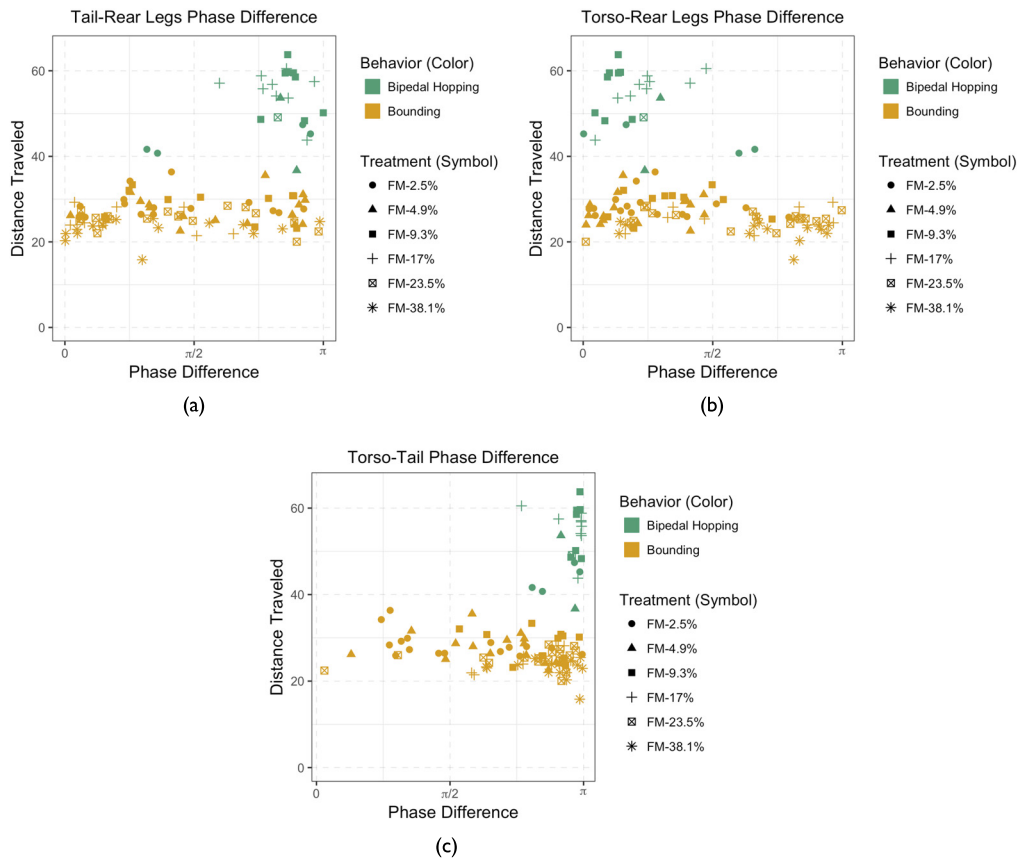 (a)
Tail-Rear Legs Phase Difference
Distance Traveled
60
40
20
0
0
π/2
π
Phase Difference
Behavior (Color)
Bipedal Hopping
Bounding
Treatment (Symbol)
FM-2.5%
FM-4.9%
FM-9.3%
FM-17%
FM-23.5%
FM-38.1%
(a)
(b)
Torso-Rear Legs Phase Difference
Distance Traveled
60
40
20
0
0
π/2
π
Phase Difference
Behavior (Color)
Bipedal Hopping
Bounding
Treatment (Symbol)
FM-2.5%
FM-4.9%
FM-9.3%
FM-17%
FM-23.5%
FM-38.1%
(b)
Torso-Tail Phase Difference
Distance Traveled
60
40
20
0
0
π/2
π
Phase Difference
Behavior (Color)
Bipedal Hopping
Bounding
Treatment (Symbol)
FM-2.5%
FM-4.9%
FM-9.3%
FM-17%
FM-23.5%
FM-38.1%
(c)